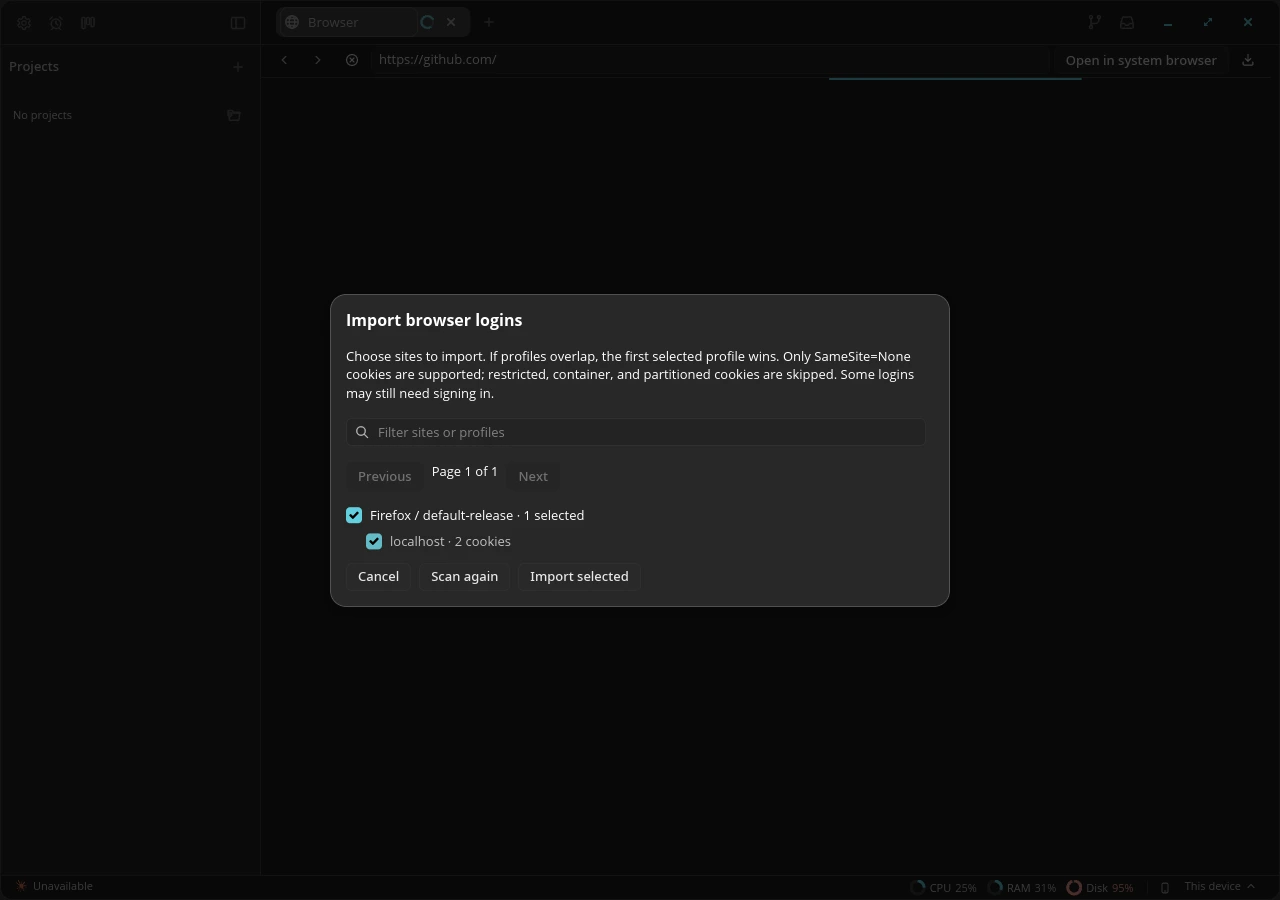 Browser
Projects
https://github.com/
Open in system browser
No projects
Import browser logins
Choose sites to import. If profiles overlap, the first selected profile wins. Only SameSite=None
cookies are supported; restricted, container, and partitioned cookies are skipped. Some logins
may still need signing in.
Filter sites or profiles
Previous Page 1 of 1 Next
Firefox / default-release · 1 selected
localhost · 2 cookies
Cancel Scan again Import selected
Unavailable
CPU 25% RAM 31% Disk 95% This device